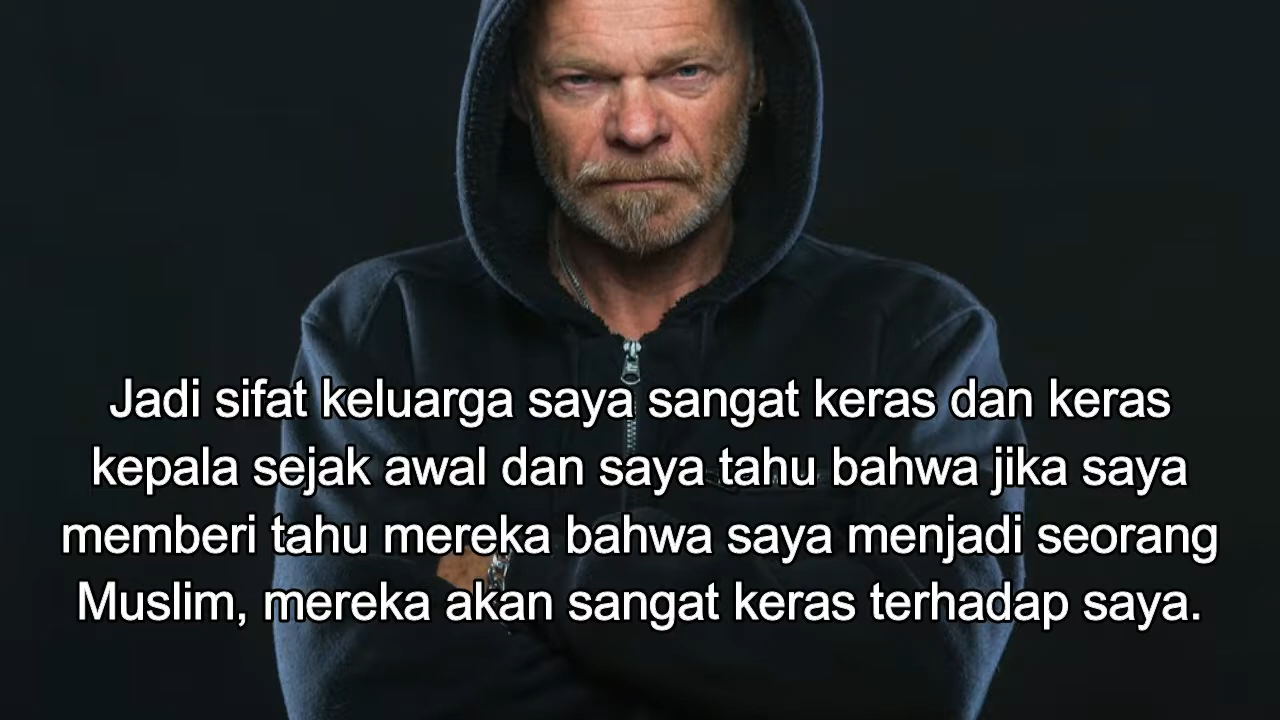 Jadi sifat keluarga saya sangat keras dan keras
kepala sejak awal dan saya tahu bahwa jika saya
memberi tahu mereka bahwa saya menjadi seorang
Muslim, mereka akan sangat keras terhadap saya.